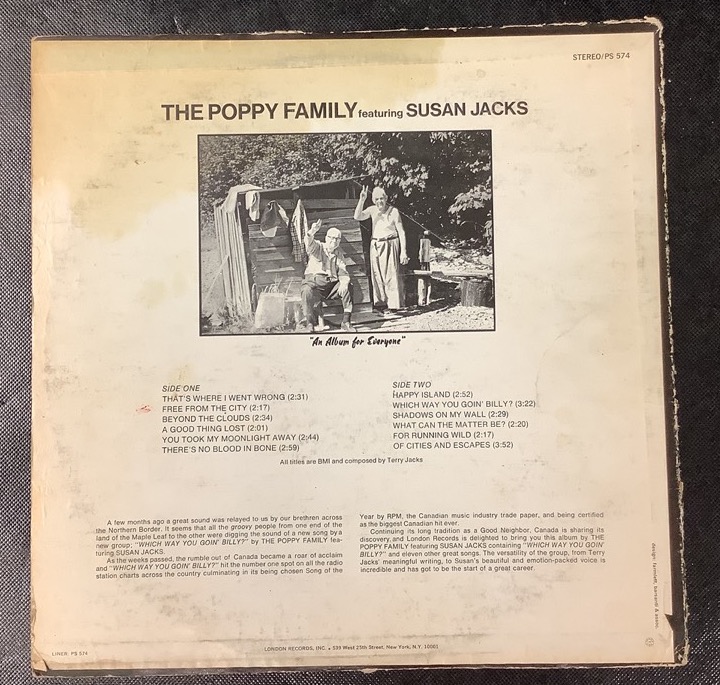 STEREO/PS 574
THE POPPY FAMILY featuring SUSAN JACKS
"An Album for Everyone"
SIDE ONE
THAT'S WHERE I WENT WRONG (2:31)
FREE FROM THE CITY (2:17)
BEYOND THE CLOUDS (2:34)
A GOOD THING LOST (2:01)
YOU TOOK MY MOONLIGHT AWAY (2:44)
THERE'S NO BLOOD IN BONE (2:59)
SIDE TWO
HAPPY ISLAND (2:52)
WHICH WAY YOU GOIN' BILLY? (3:22)
SHADOWS ON MY WALL (2:29)
WHAT CAN THE MATTER BE? (2:20)
FOR RUNNING WILD (2:17)
OF CITIES AND ESCAPES (3:52)
All titles are BMI and composed by Terry Jacks
A few months ago a great sound was relayed to us by our brethren across
the Northern Border. It seems that all the groovy people from one end of the
land of the Maple Leaf to the other were digging the sound of a new song by a
new group; "WHICH WAY YOU GOIN' BILLY?" by THE POPPY FAMILY fea-
turing SUSAN JACKS.
As the weeks passed, the rumble out of Canada became a roar of acclaim
and "WHICH WAY YOU GOIN' BILLY?" hit the number one spot on all the radio
station charts across the country culminating in its being chosen Song of the
Year by RPM, the Canadian music industry trade paper, and being certified
as the biggest Canadian hit ever.
Continuing its long tradition as a Good Neighbor, Canada is sharing its
discovery, and London Records is delighted to bring you this album by THE
POPPY FAMILY featuring SUSAN JACKS containing "WHICH WAY YOU GOIN'
BILLY?" and eleven other great songs. The versatility of the group, from Terry
Jacks' meaningful writing, to Susan's beautiful and emotion-packed voice is
incredible and has got to be the start of a great career.
design:
LINER: PS 574
LONDON RECORDS, INC. • 539 West 25th Street, New York, N.Y. 10001